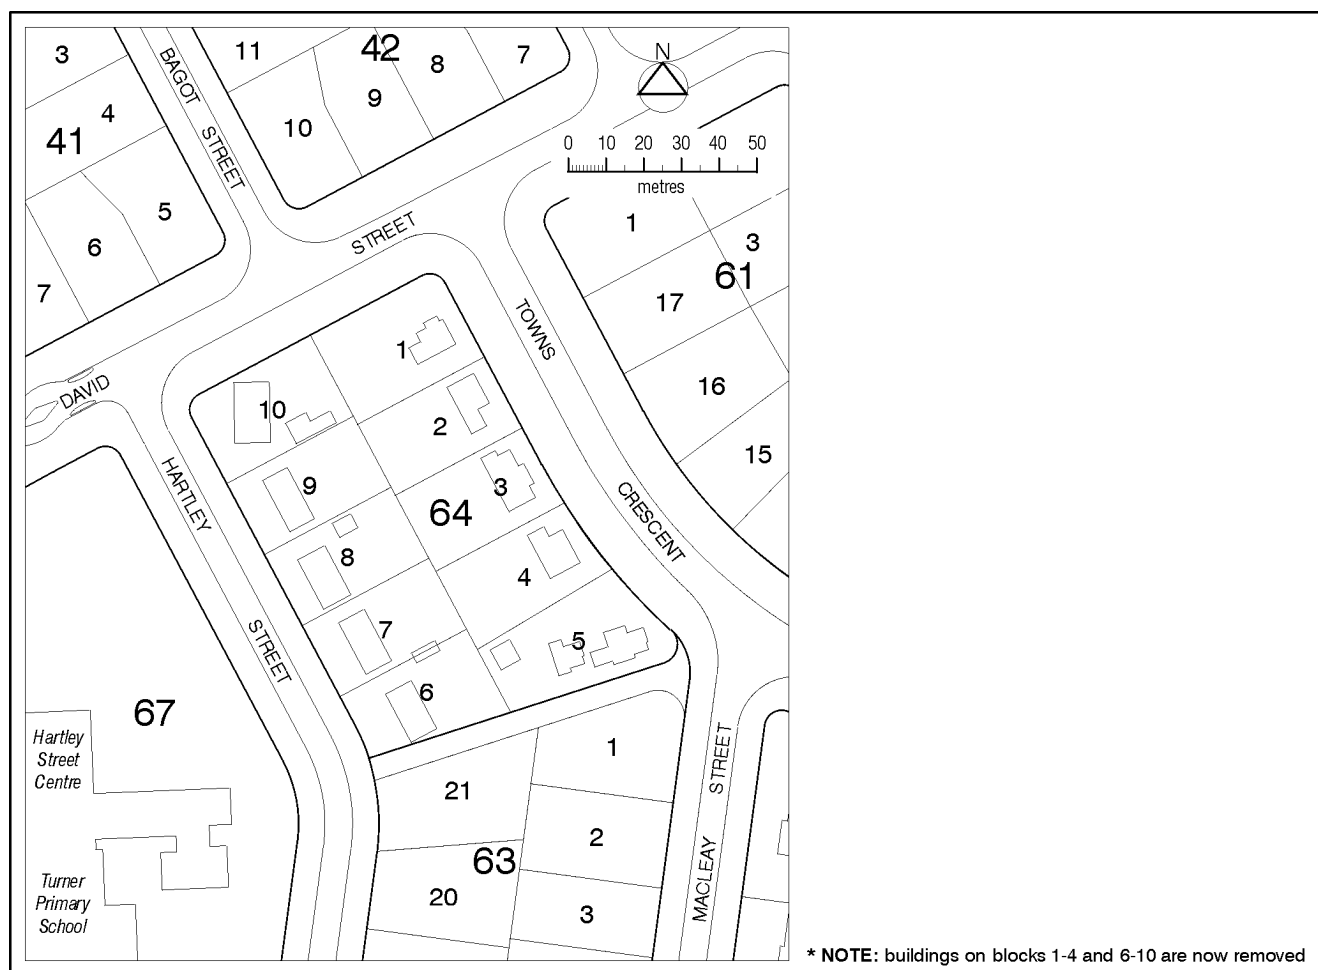 3
BAGOT STREET
11
42
8
7
N
4
9
10
41
0 10 20 30 40 50
metres
5
6
7
STREET
1
3
61
17
TOWNS
1
16
DAVID
10
2
15
HARTLEY
9
3
64
CRESCENT
8
4
7
5
STREET
6
67
1
Hartley
Street
Centre
21
STREET
2
63
MACLEAY
Turner
Primary
School
20
3
* NOTE: buildings on blocks 1-4 and 6-10 are now removed